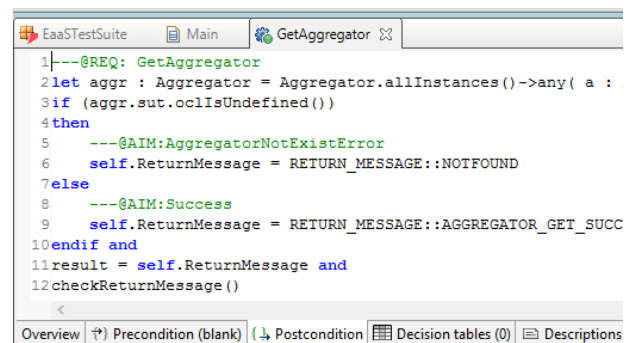 EaaSTestSuite Main GetAggregator
1 ---@REQ: GetAggregator
2 let aggr : Aggregator = Aggregator.allInstances()->any( a :
3 if (aggr.sut.oclIsUndefined())
4 then
5 ---@AIM:AggregatorNotExistError
6 self.ReturnMessage = RETURN_MESSAGE::NOTFOUND
7 else
8 ---@AIM:Success
9 self.ReturnMessage = RETURN_MESSAGE::AGGREGATOR_GET_SUCC
10 endif and
11 result = self.ReturnMessage and
12 checkReturnMessage()
Overview Precondition (blank) Postcondition Decision tables (0) Descriptions